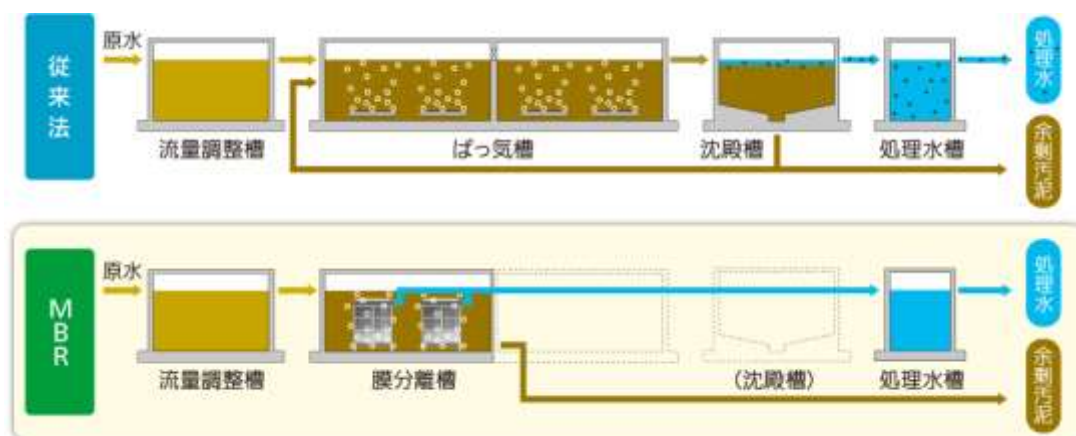 従来法
原水
流量調整槽
ばっ気槽
沈殿槽
処理水槽
処理水
余剰汚泥
MBR
原水
流量調整槽
膜分離槽
(沈殿槽)
処理水槽
処理水
余剰汚泥